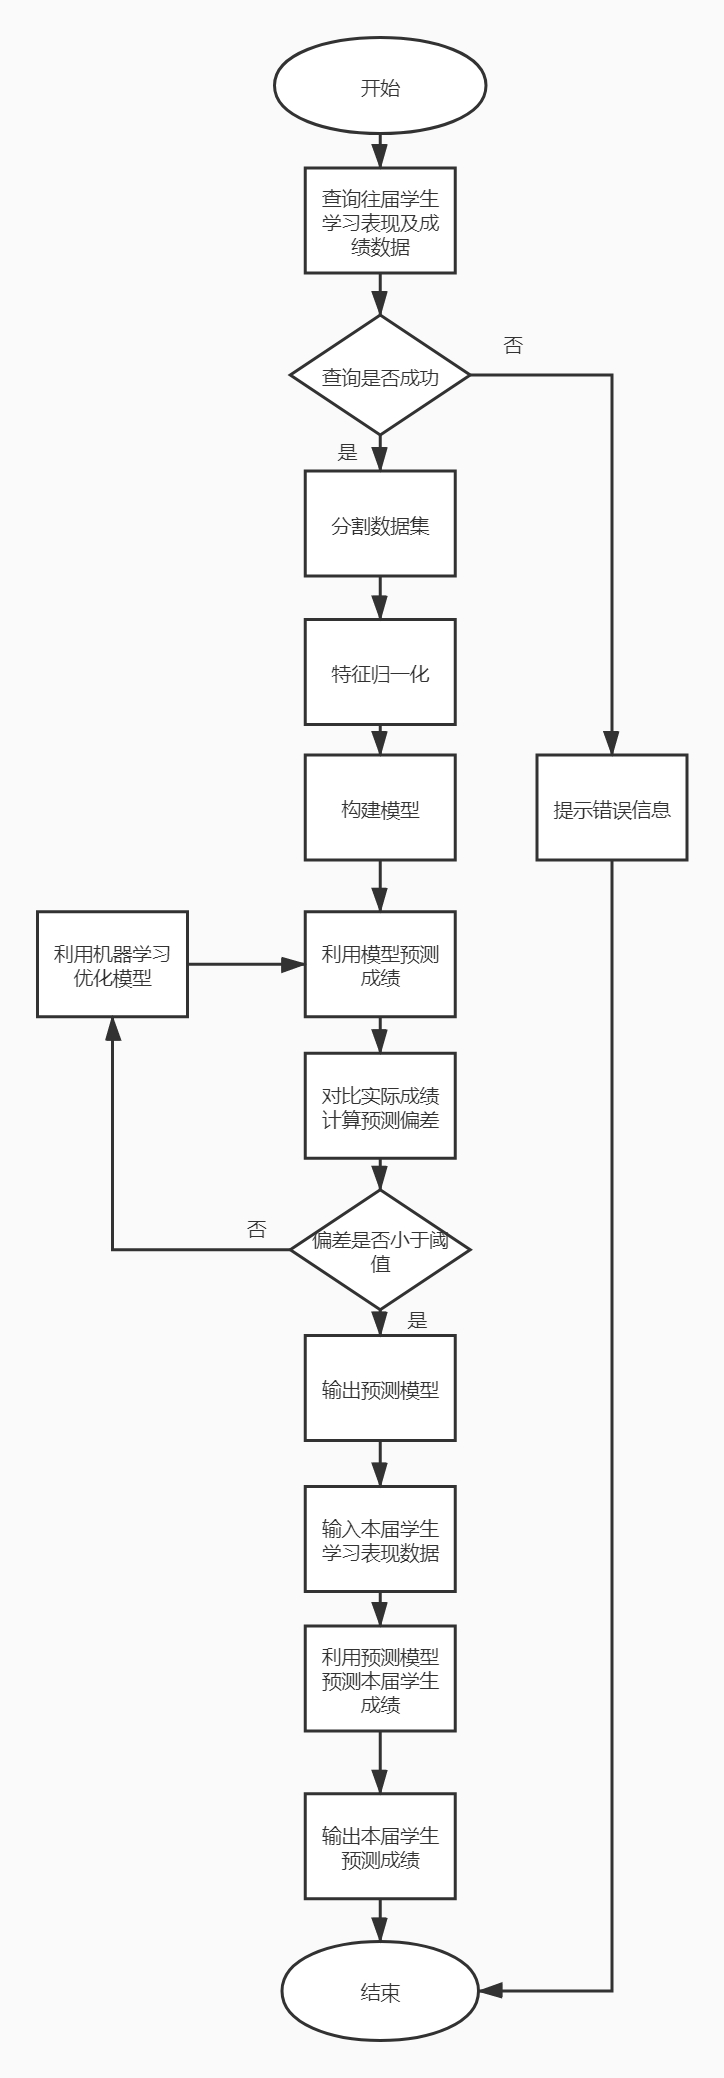 开始
查询往届学生
学习表现及成
绩数据
查询是否成功
否
是
分割数据集
特征归一化
构建模型
提示错误信息
利用机器学习
优化模型
利用模型预测
成绩
对比实际成绩
计算预测偏差
偏差是否小于阈
值
否
是
输出预测模型
输入本届学生
学习表现数据
利用预测模型
预测本届学生
成绩
输出本届学生
预测成绩
结束